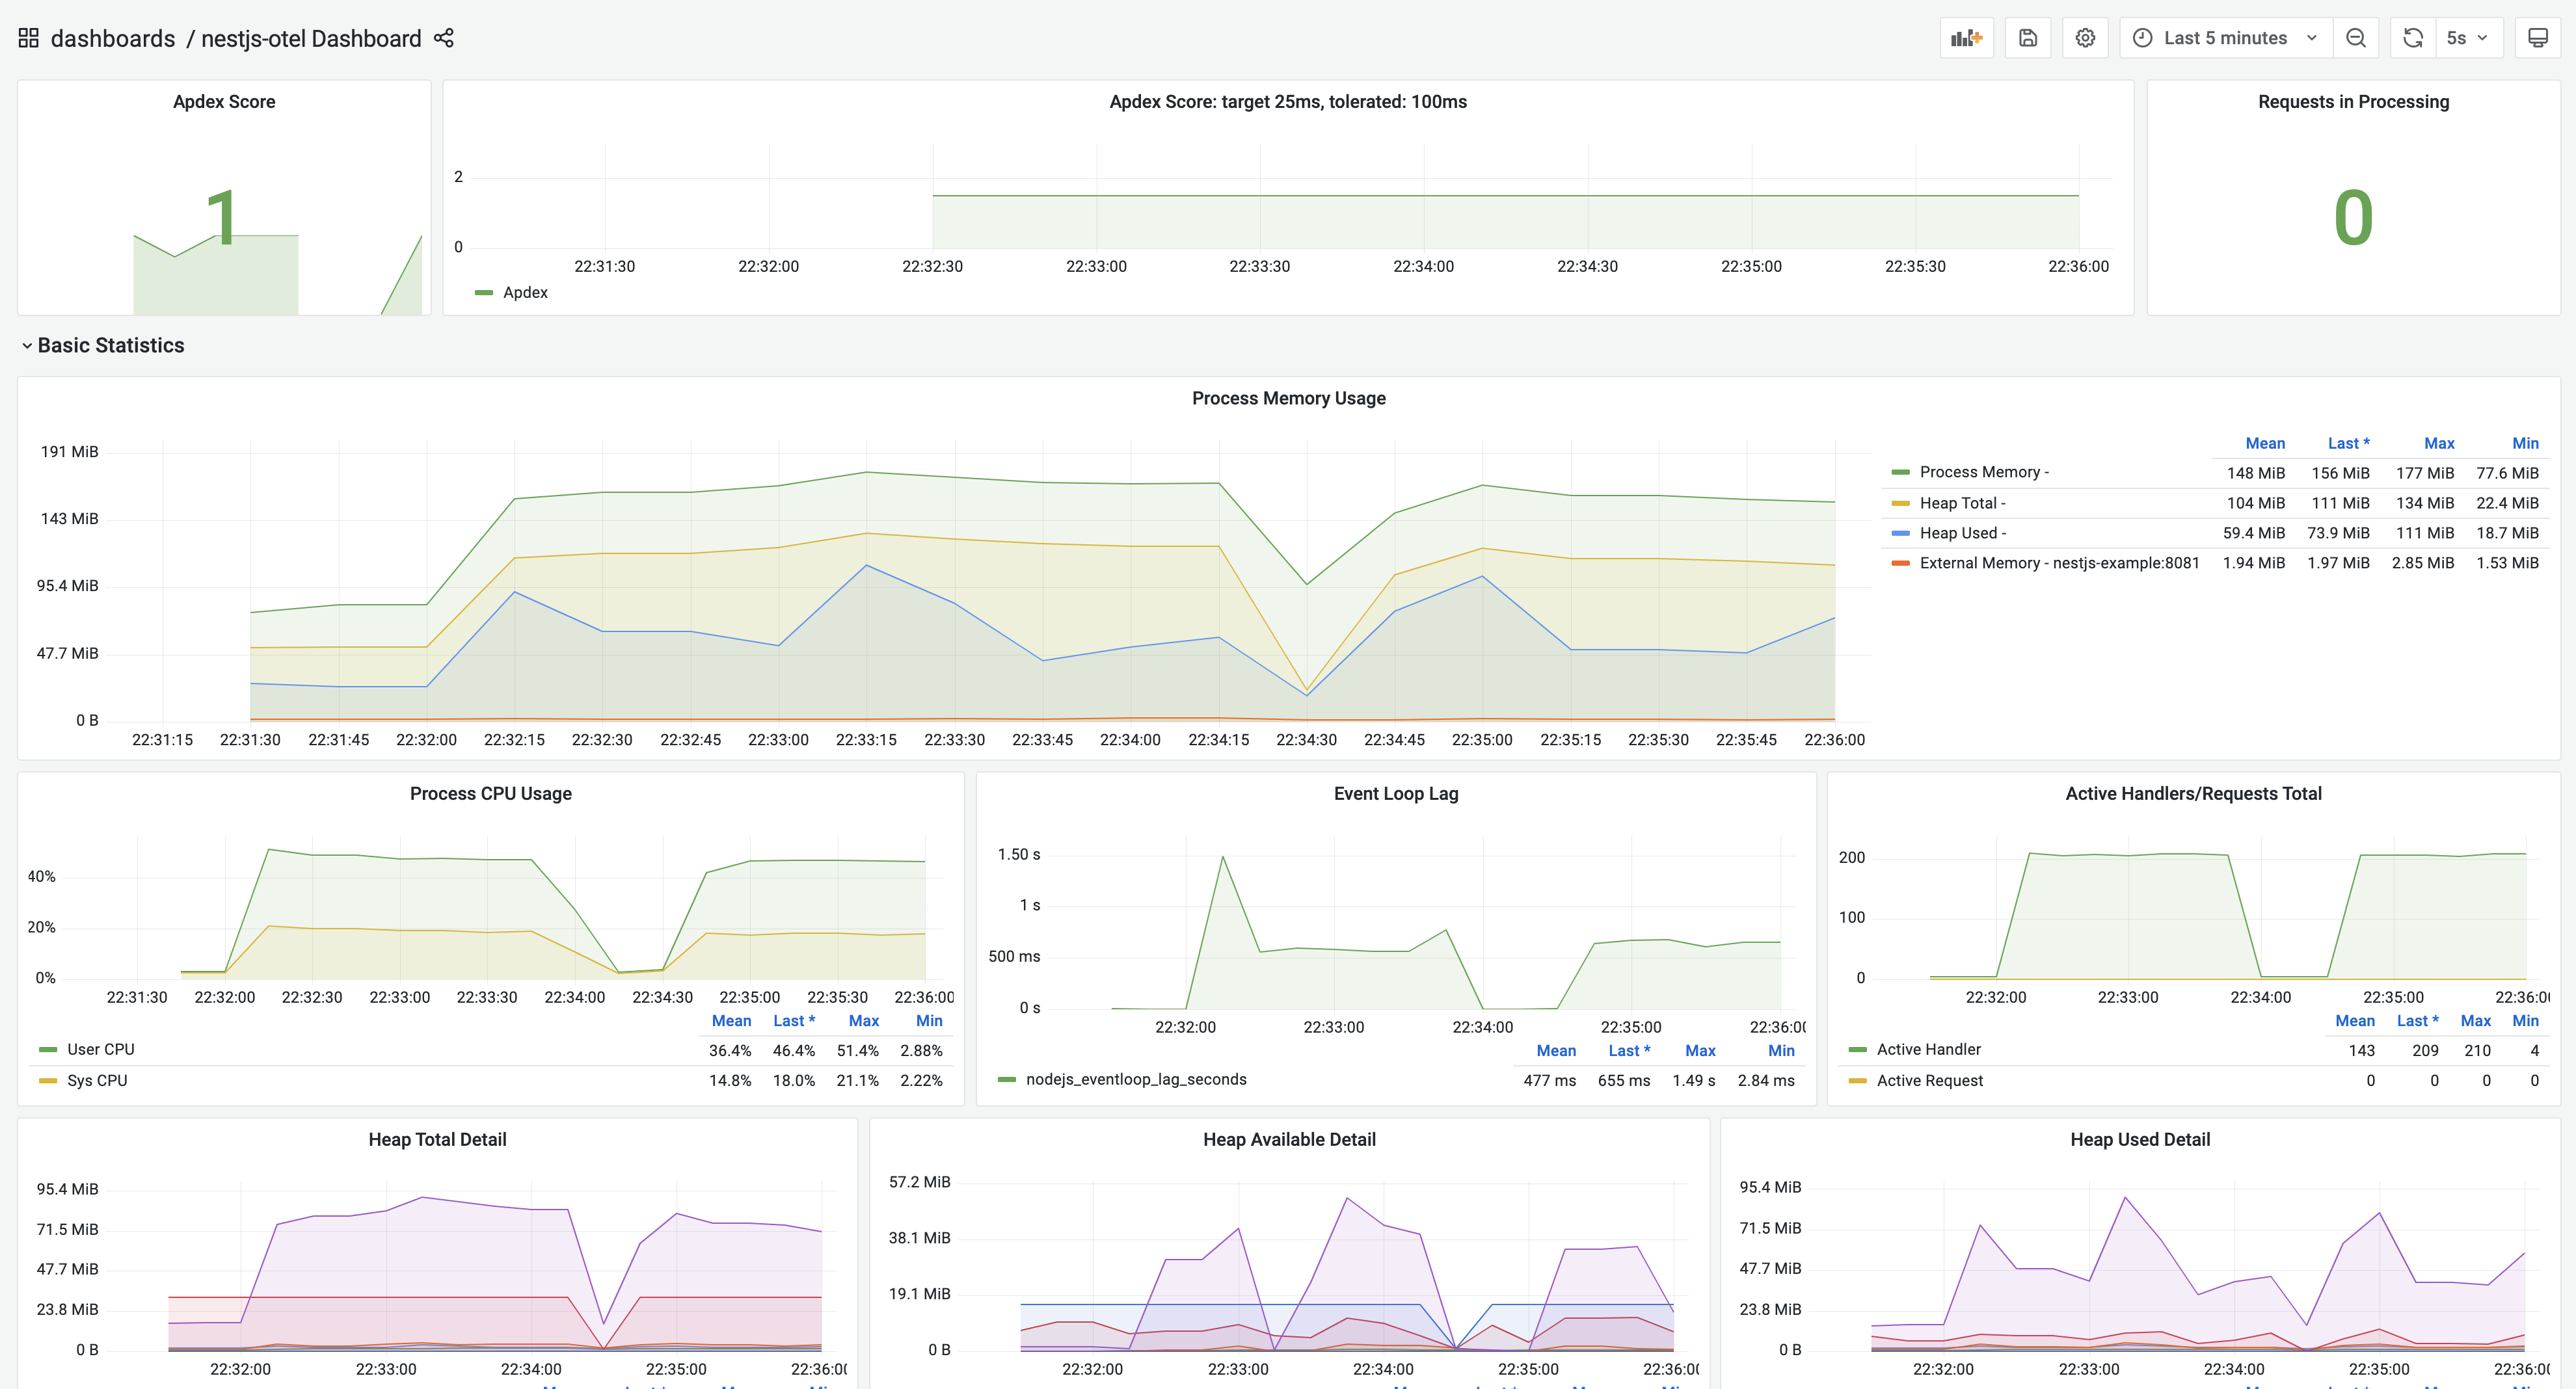 dashboards / nestjs-otel Dashboard
Last 5 minutes
5s
Apdex Score
1
Apdex Score: target 25ms, tolerated: 100ms
2
0
22:31:30 22:32:00 22:32:30 22:33:00 22:33:30 22:34:00 22:34:30 22:35:00 22:35:30 22:36:00
Apdex
Requests in Processing
0
Basic Statistics
Process Memory Usage
191 MiB
143 MiB
95.4 MiB
47.7 MiB
0 B
22:31:15 22:31:30 22:31:45 22:32:00 22:32:15 22:32:30 22:32:45 22:33:00 22:33:15 22:33:30 22:33:45 22:34:00 22:34:15 22:34:30 22:34:45 22:35:00 22:35:15 22:35:30 22:35:45 22:36:00
Mean Last * Max Min
Process Memory - 148 MiB 156 MiB 177 MiB 77.6 MiB
Heap Total - 104 MiB 111 MiB 134 MiB 22.4 MiB
Heap Used - 59.4 MiB 73.9 MiB 111 MiB 18.7 MiB
External Memory - nestjs-example:8081 1.94 MiB 1.97 MiB 2.85 MiB 1.53 MiB
Process CPU Usage
40%
20%
0%
22:31:30 22:32:00 22:32:30 22:33:00 22:33:30 22:34:00 22:34:30 22:35:00 22:35:30 22:36:00
Mean Last * Max Min
User CPU 36.4% 46.4% 51.4% 2.88%
Sys CPU 14.8% 18.0% 21.1% 2.22%
Event Loop Lag
1.50 s
1 s
500 ms
0 s
22:32:00 22:33:00 22:34:00 22:35:00 22:36:00
Mean Last * Max Min
nodejs_eventloop_lag_seconds 477 ms 655 ms 1.49 s 2.84 ms
Active Handlers/Requests Total
200
100
0
22:32:00 22:33:00 22:34:00 22:35:00 22:36:0
Mean Last * Max Min
Active Handler 143 209 210 4
Active Request 0 0 0 0
Heap Total Detail
95.4 MiB
71.5 MiB
47.7 MiB
23.8 MiB
0 B
22:32:00 22:33:00 22:34:00 22:35:00 22:36:0
Heap Available Detail
57.2 MiB
38.1 MiB
19.1 MiB
0 B
22:32:00 22:33:00 22:34:00 22:35:00 22:36:0
Heap Used Detail
95.4 MiB
71.5 MiB
47.7 MiB
23.8 MiB
0 B
22:32:00 22:33:00 22:34:00 22:35:00 22:36:0